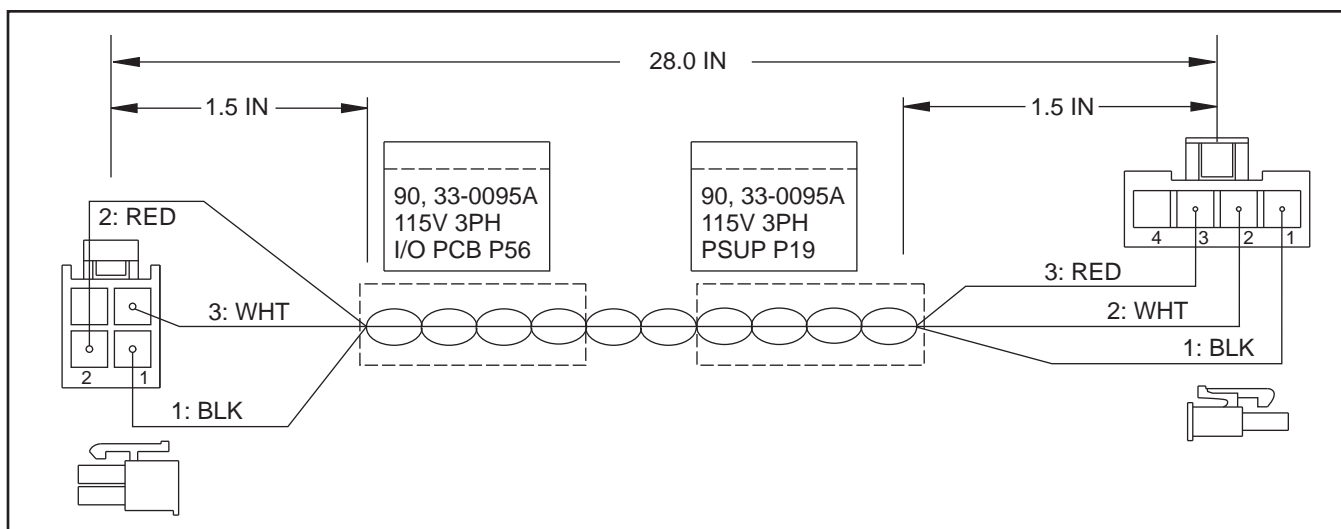 28.0 IN
1.5 IN
1.5 IN
90, 33-0095A
115V 3PH
I/O PCB P56
90, 33-0095A
115V 3PH
PSUP P19
2: RED
4 3 2 1
3: RED
3: WHT
2: WHT
2 1
1: BLK
1: BLK